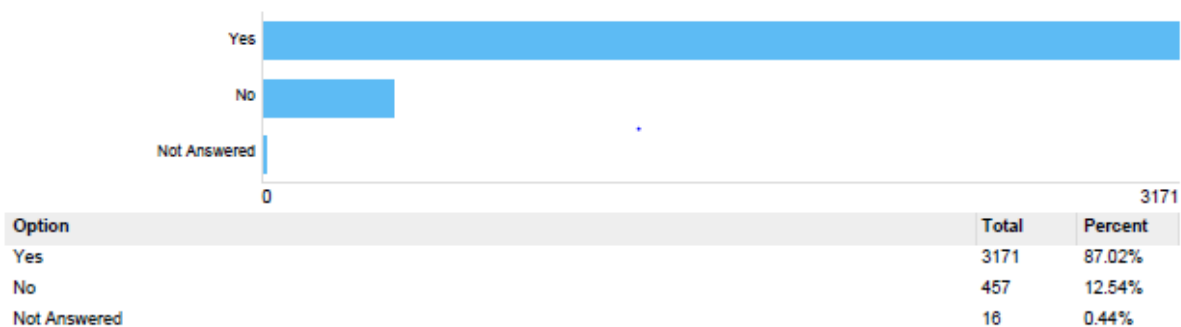 Yes
No
Not Answered
0 3171
Option Total Percent
Yes 3171 87.02%
No 457 12.54%
Not Answered 16 0.44%